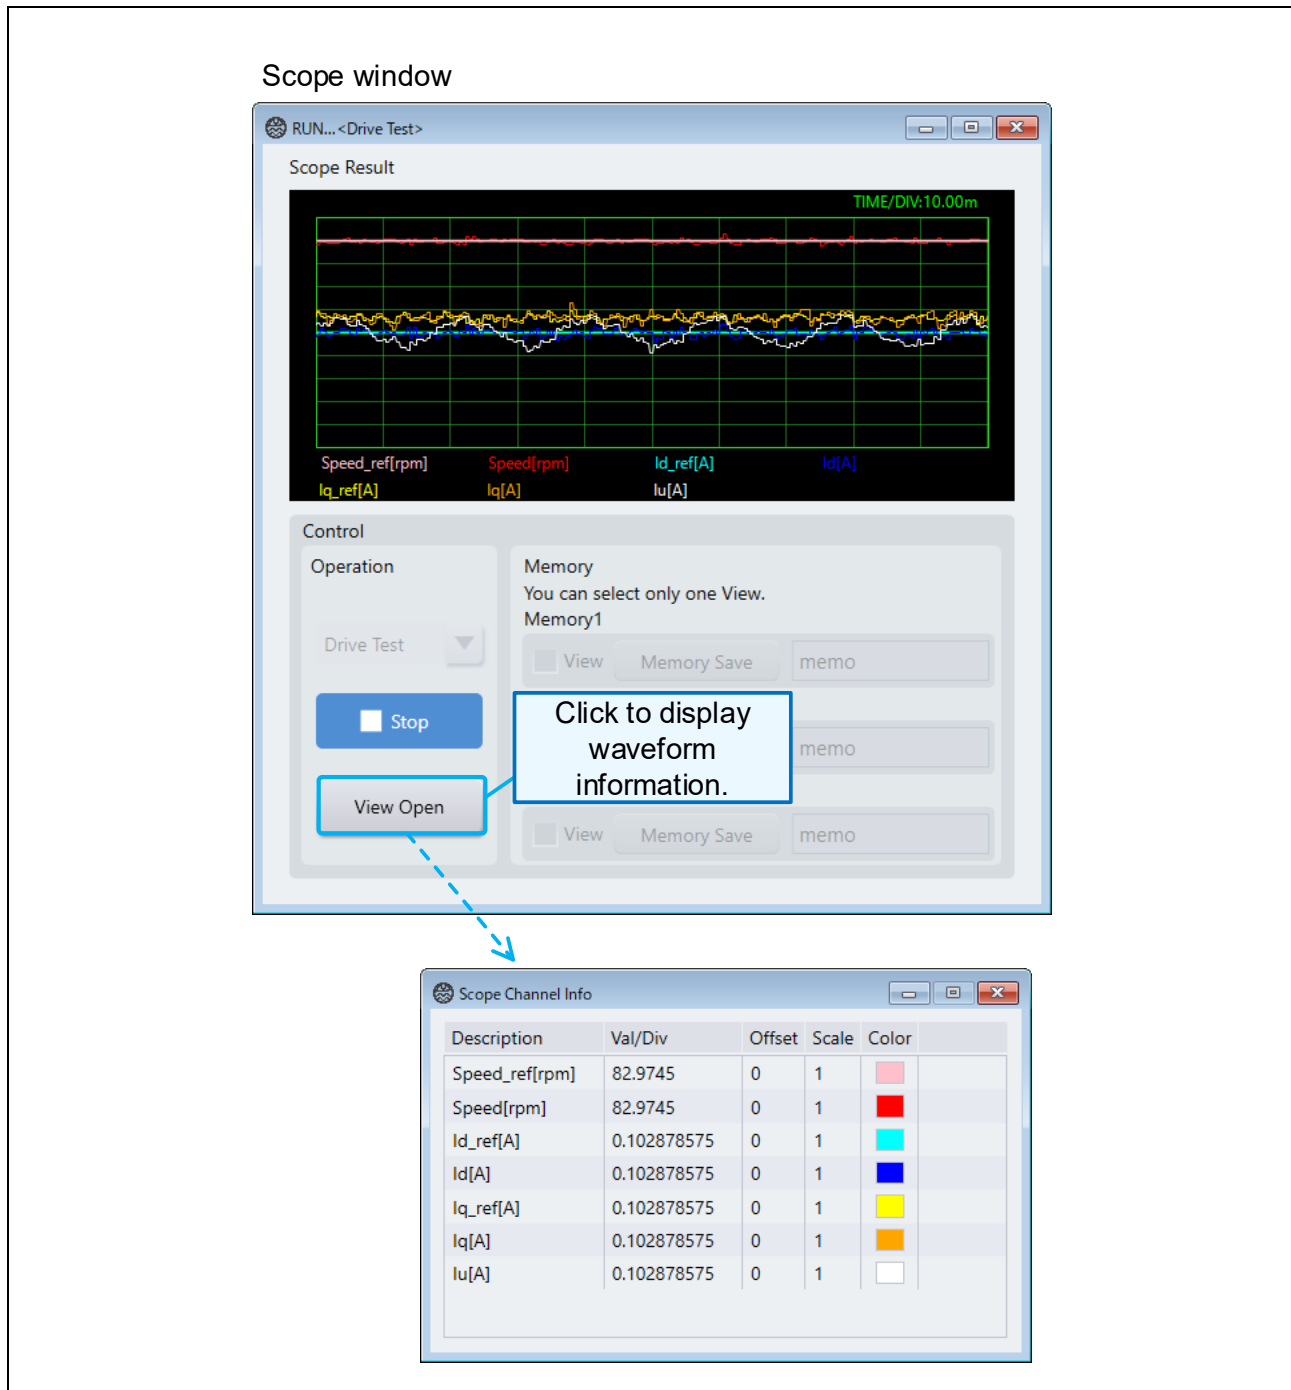 Scope window
RUN...<Drive Test>
Scope Result
TIME/DIV:10.00m
Speed_ref[rpm] Speed[rpm] Id_ref[A] Id[A]
Iq_ref[A] Iq[A] Iu[A]
Control
Operation
Drive Test
Stop
View Open
Memory
You can select only one View.
Memory1
View Memory Save memo
Click to display
waveform
information.
memo
View Memory Save memo
Scope Channel Info
Description Val/Div Offset Scale Color
Speed_ref[rpm] 82.9745 0 1
Speed[rpm] 82.9745 0 1
Id_ref[A] 0.102878575 0 1
Id[A] 0.102878575 0 1
Iq_ref[A] 0.102878575 0 1
Iq[A] 0.102878575 0 1
Iu[A] 0.102878575 0 1